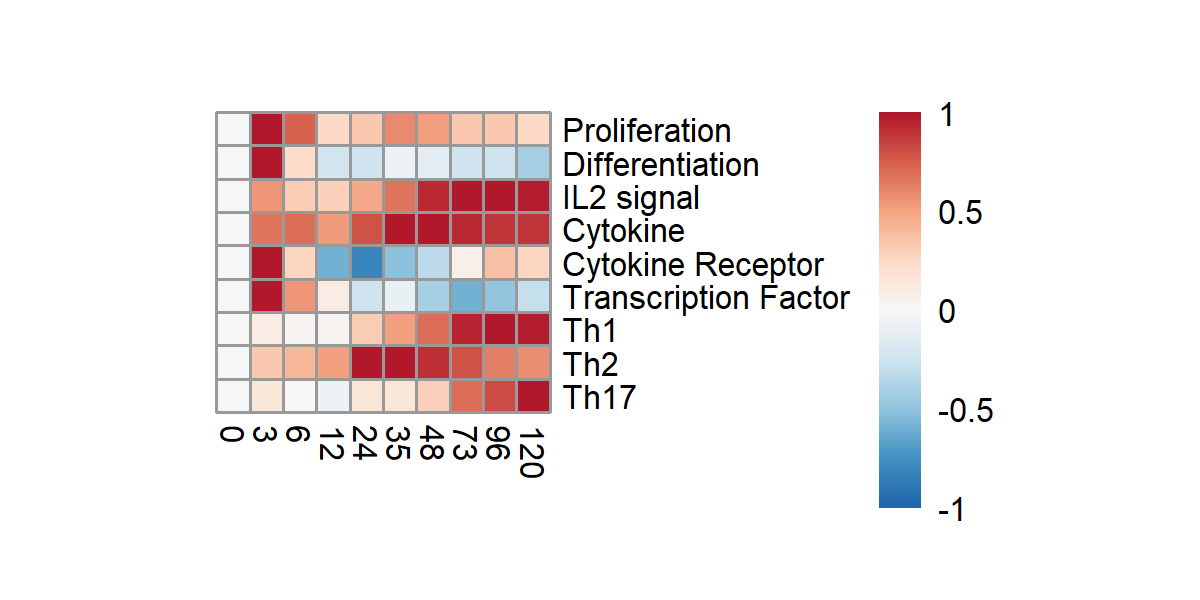 Proliferation
Differentiation
IL2 signal
Cytokine
Cytokine Receptor
Transcription Factor
Th1
Th2
Th17
0 3 6 12 24 35 48 73 96 120
1
0.5
0
-0.5
-1